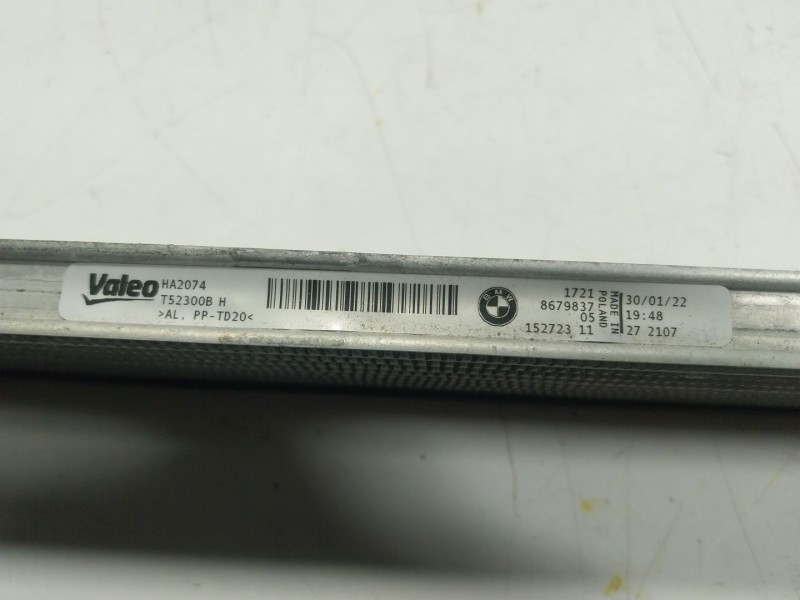 Valeo HA2074
T52300B H
>AL. PP-TD20<
BMW
1721
8679837
05
152723 11
MADE IN
POLAND
30/01/22
19:48
27 2107